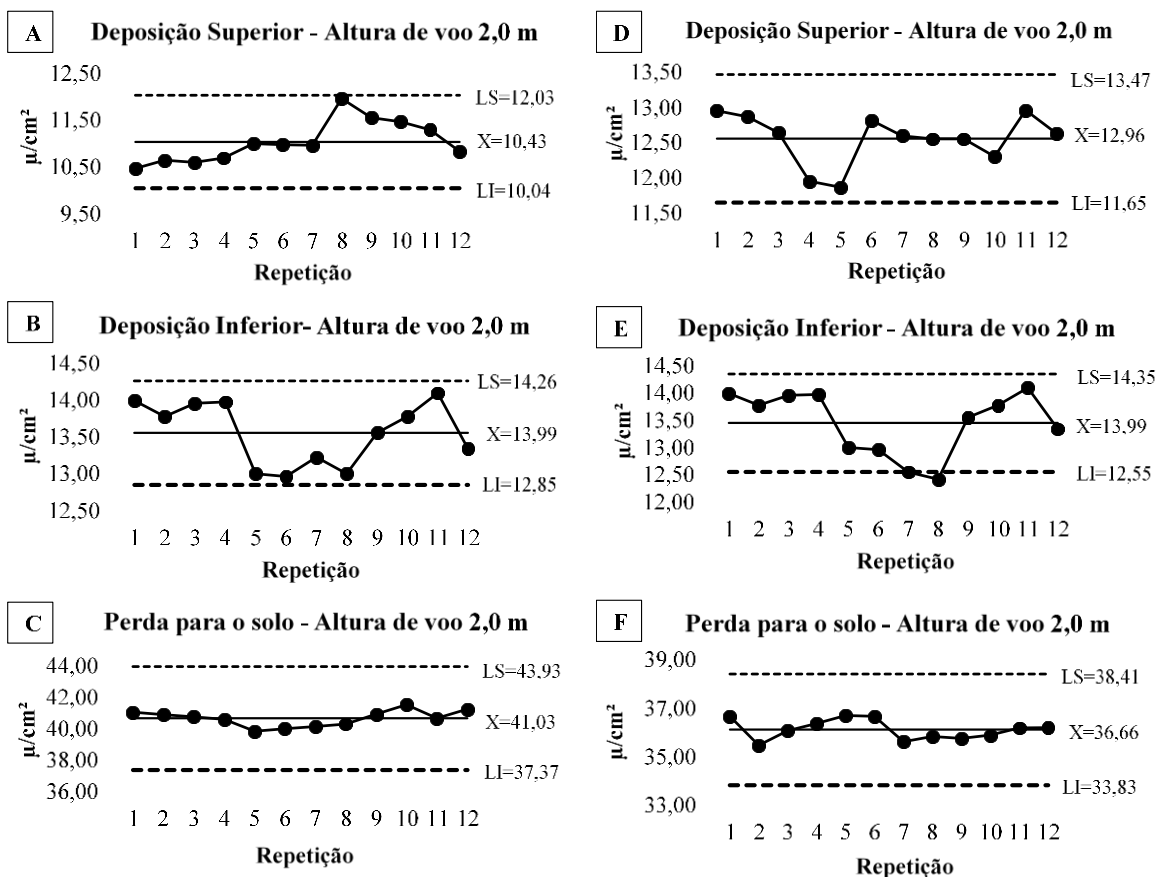 A
Deposição Superior - Altura de voo 2,0 m
12,50
11,50
10,50
9,50
µ/cm²
LS=12,03
X=10,43
LI=10,04
1 2 3 4 5 6 7 8 9 10 11 12
Repetição
B
Deposição Inferior- Altura de voo 2,0 m
14,50
14,00
13,50
13,00
12,50
µ/cm²
LS=14,26
X=13,99
LI=12,85
1 2 3 4 5 6 7 8 9 10 11 12
Repetição
C
Perda para o solo - Altura de voo 2,0 m
44,00
42,00
40,00
38,00
36,00
µ/cm²
LS=43,93
X=41,03
LI=37,37
1 2 3 4 5 6 7 8 9 10 11 12
Repetição
D
Deposição Superior - Altura de voo 2,0 m
13,50
13,00
12,50
12,00
11,50
µ/cm²
LS=13,47
X=12,96
LI=11,65
1 2 3 4 5 6 7 8 9 10 11 12
Repetição
E
Deposição Inferior - Altura de voo 2,0 m
14,50
14,00
13,50
13,00
12,50
12,00
µ/cm²
LS=14,35
X=13,99
LI=12,55
1 2 3 4 5 6 7 8 9 10 11 12
Repetição
F
Perda para o solo - Altura de voo 2,0 m
39,00
37,00
35,00
33,00
µ/cm²
LS=38,41
X=36,66
LI=33,83
1 2 3 4 5 6 7 8 9 10 11 12
Repetição